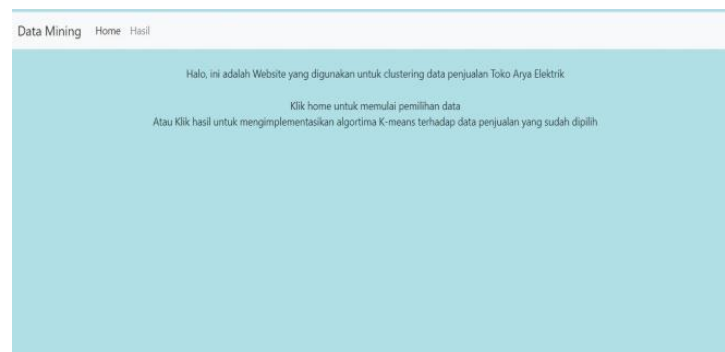 Data Mining Home Hasil
Halo, ini adalah Website yang digunakan untuk clustering data penjualan Toko Arya Elektrik
Klik home untuk memulai pemilihan data
Atau Klik hasil untuk mengimplementasikan algortima K-means terhadap data penjualan yang sudah dipilih